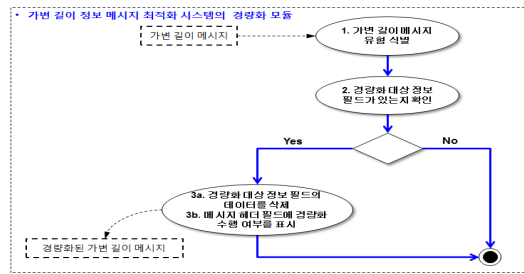 • 가변 길이 정보 메시지 최적화 시스템의 경량화 모듈
가변 길이 메시지
1. 가변 길이 메시지
유형 식별
2. 경량화 대상 정보
필드가 있는지 확인
Yes
No
3a. 경량화 대상 정보 필드의
데이터를 삭제
3b. 메시지 헤더 필드에 경량화
수행 여부를 표시
경량화된 가변 길이 메시지